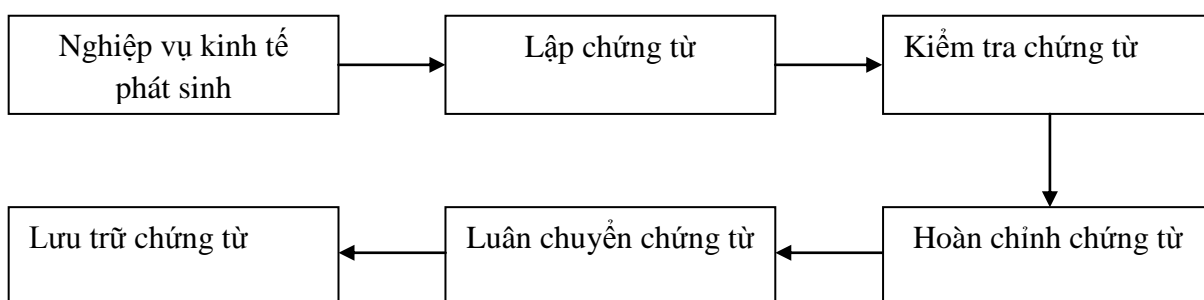 Nghiệp vụ kinh tế
phát sinh
Lập chứng từ
Kiểm tra chứng từ
Hoàn chỉnh chứng từ
Luân chuyển chứng từ
Lưu trữ chứng từ